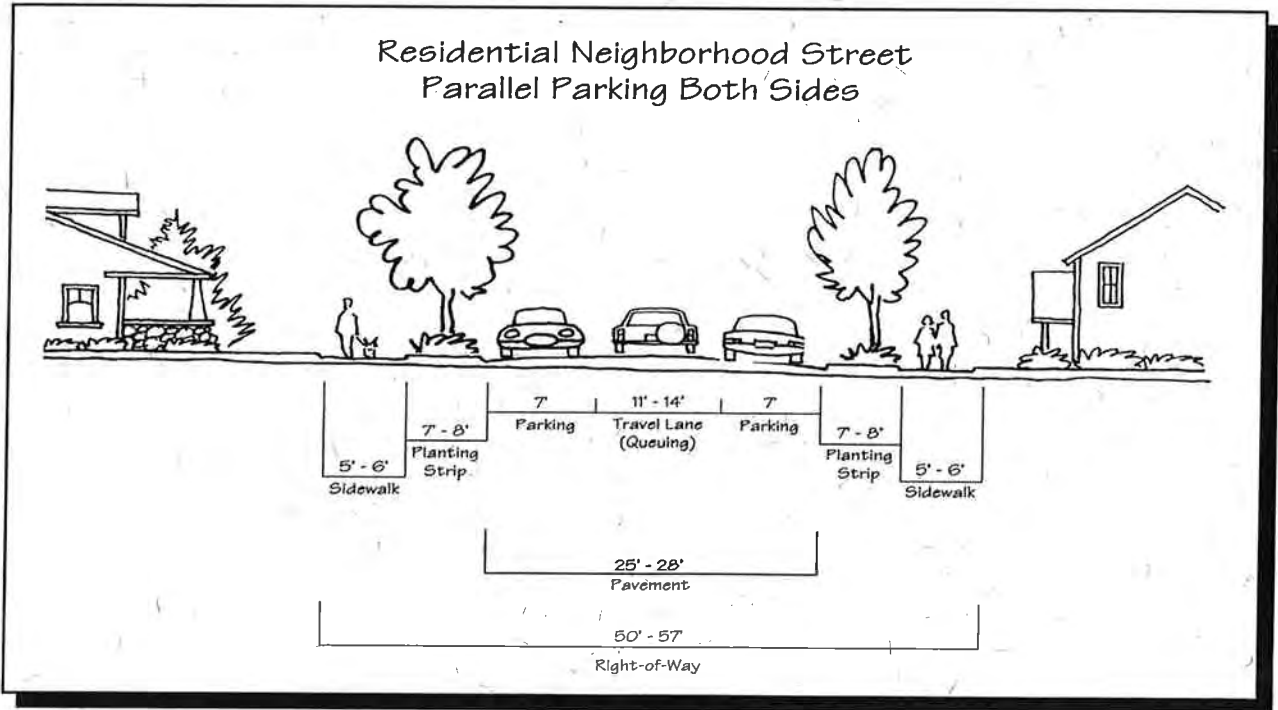 Residential Neighborhood Street
Parallel Parking Both Sides
7'
Parking
11' - 14'
Travel Lane
(Queuing)
7'
Parking
7' - 8'
Planting
Strip
7' - 8'
Planting
Strip
5' - 6'
Sidewalk
5' - 6'
Sidewalk
25' - 28'
Pavement
50' - 57'
Right-of-Way